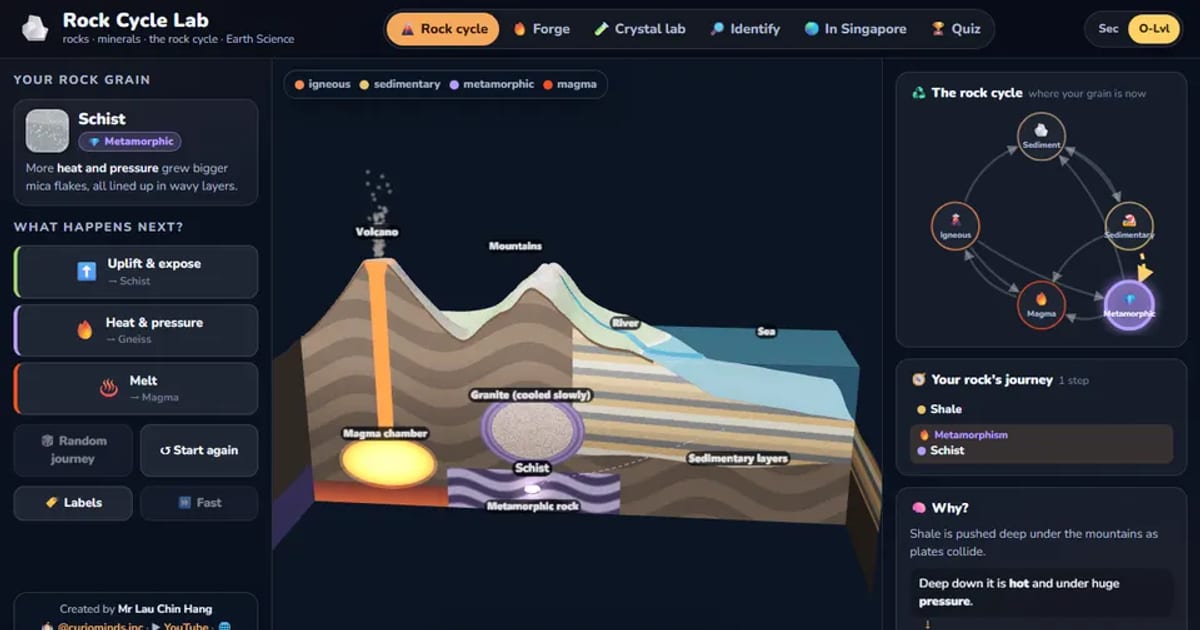 Rock Cycle Lab
rocks · minerals · the rock cycle · Earth Science
Rock cycle
Forge
Crystal lab
Identify
In Singapore
Quiz
Sec
O-Lvl
YOUR ROCK GRAIN
Schist
Metamorphic
More heat and pressure grew bigger
mica flakes, all lined up in wavy layers.
WHAT HAPPENS NEXT?
Uplift & expose
→ Schist
Heat & pressure
→ Gneiss
Melt
→ Magma
Random
journey
↺ Start again
Labels
Fast
Created by Mr Lau Chin Hang
@curiominds.inc · ▶ YouTube ·
igneous
sedimentary
metamorphic
magma
Volcano
Mountains
River
Sea
Granite (cooled slowly)
Magma chamber
Schist
Sedimentary layers
Metamorphic rock
The rock cycle where your grain is now
Sediment
Igneous
Sedimentary
Magma
Metamorphic
Your rock's journey 1 step
Shale
Metamorphism
Schist
Why?
Shale is pushed deep under the mountains as
plates collide.
Deep down it is hot and under huge
pressure.
↓